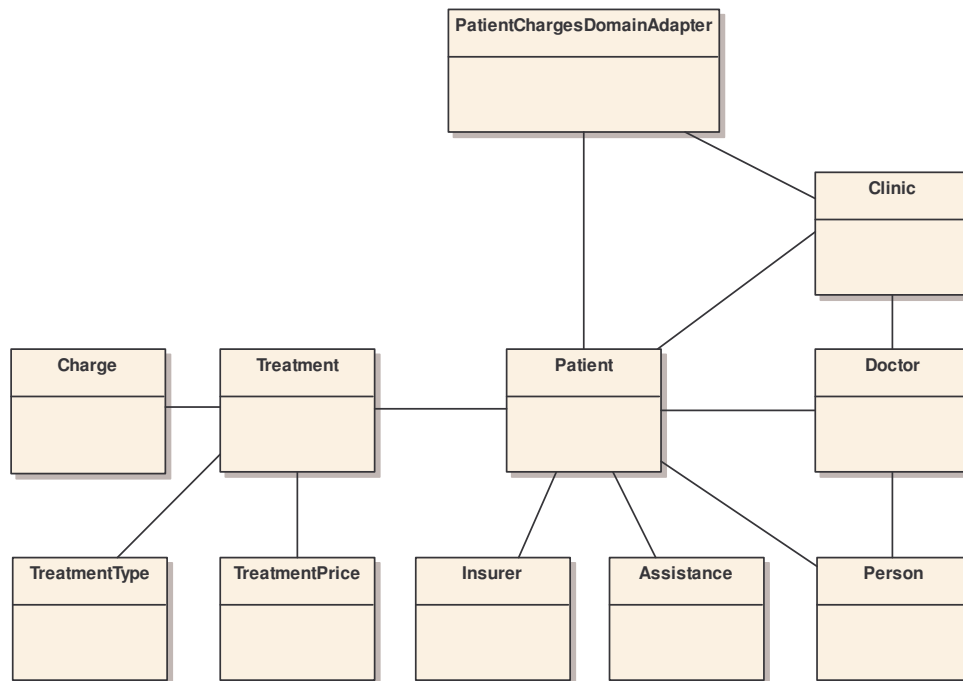 PatientChargesDomainAdapter
Clinic
Charge
Treatment
Patient
Doctor
TreatmentType
TreatmentPrice
Insurer
Assistance
Person